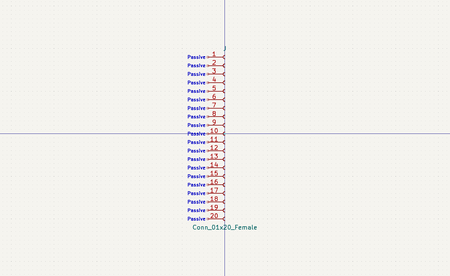 J
Passive 1
Passive 2
Passive 3
Passive 4
Passive 5
Passive 6
Passive 7
Passive 8
Passive 9
Passive 10
Passive 11
Passive 12
Passive 13
Passive 14
Passive 15
Passive 16
Passive 17
Passive 18
Passive 19
Passive 20
Conn_01x20_Female